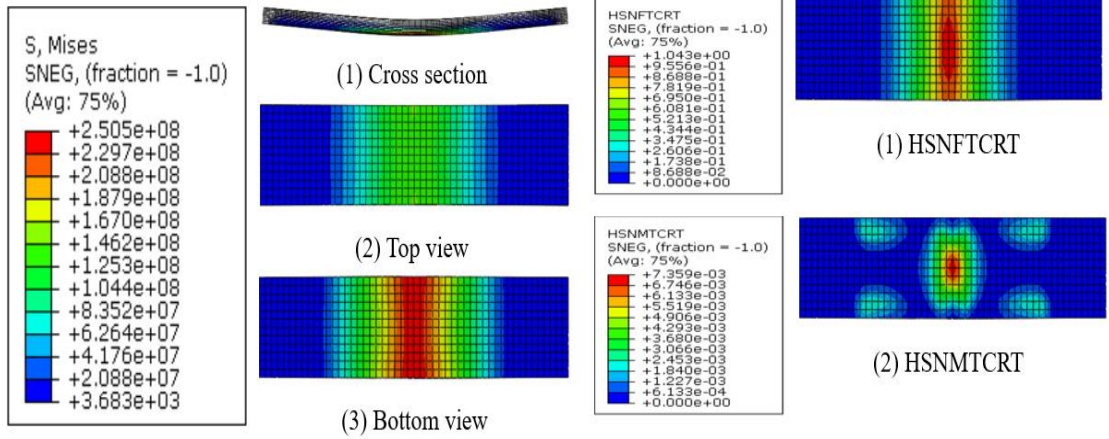 S, Mises
SNEG, (fraction = -1.0)
(Avg: 75%)
+2.505e+08
+2.297e+08
+2.088e+08
+1.879e+08
+1.670e+08
+1.462e+08
+1.253e+08
+1.044e+08
+8.352e+07
+6.264e+07
+4.176e+07
+2.088e+07
+3.683e+03
(1) Cross section
(2) Top view
(3) Bottom view
HSNFTCRT
SNEG, (fraction = -1.0)
(Avg: 75%)
+1.043e+00
+9.556e-01
+8.688e-01
+7.819e-01
+6.950e-01
+6.081e-01
+5.213e-01
+4.344e-01
+3.475e-01
+2.606e-01
+1.738e-01
+8.688e-02
+0.000e+00
(1) HSNFTCRT
HSNMTCRT
SNEG, (fraction = -1.0)
(Avg: 75%)
+7.359e-03
+6.746e-03
+6.133e-03
+5.519e-03
+4.906e-03
+4.293e-03
+3.680e-03
+3.066e-03
+2.453e-03
+1.840e-03
+1.227e-03
+6.133e-04
+0.000e+00
(2) HSNMTCRT